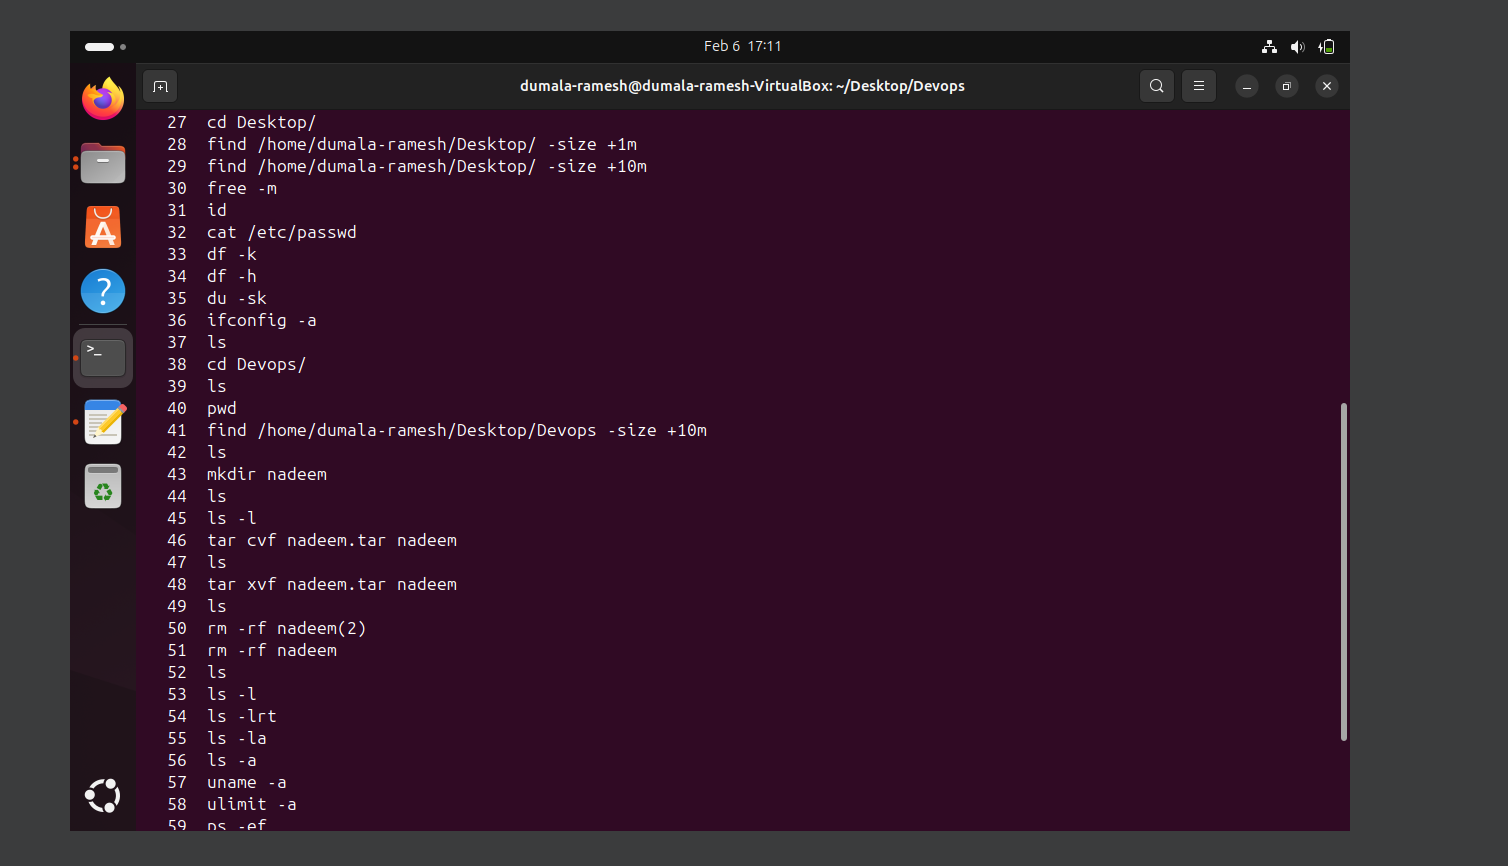 Feb 6 17:11
dumala-ramesh@dumala-ramesh-VirtualBox: ~/Desktop/Devops
27 cd Desktop/
28 find /home/dumala-ramesh/Desktop/ -size +1m
29 find /home/dumala-ramesh/Desktop/ -size +10m
30 free -m
31 id
32 cat /etc/passwd
33 df -k
34 df -h
35 du -sk
36 ifconfig -a
37 ls
38 cd Devops/
39 ls
40 pwd
41 find /home/dumala-ramesh/Desktop/Devops -size +10m
42 ls
43 mkdir nadeem
44 ls
45 ls -l
46 tar cvf nadeem.tar nadeem
47 ls
48 tar xvf nadeem.tar nadeem
49 ls
50 rm -rf nadeem(2)
51 rm -rf nadeem
52 ls
53 ls -l
54 ls -lrt
55 ls -la
56 ls -a
57 uname -a
58 ulimit -a
59 ps -ef